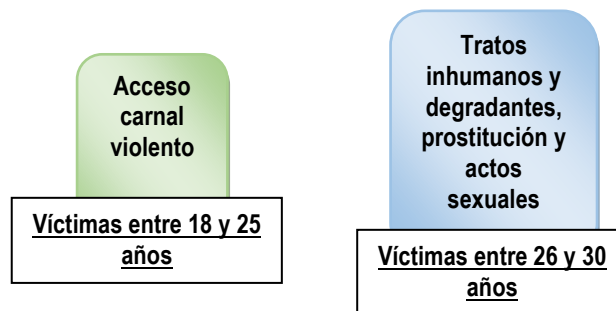 Acceso
carnal
violento
Víctimas entre 18 y 25
años
Tratos
inhumanos y
degradantes,
prostitución y
actos
sexuales
Víctimas entre 26 y 30
años